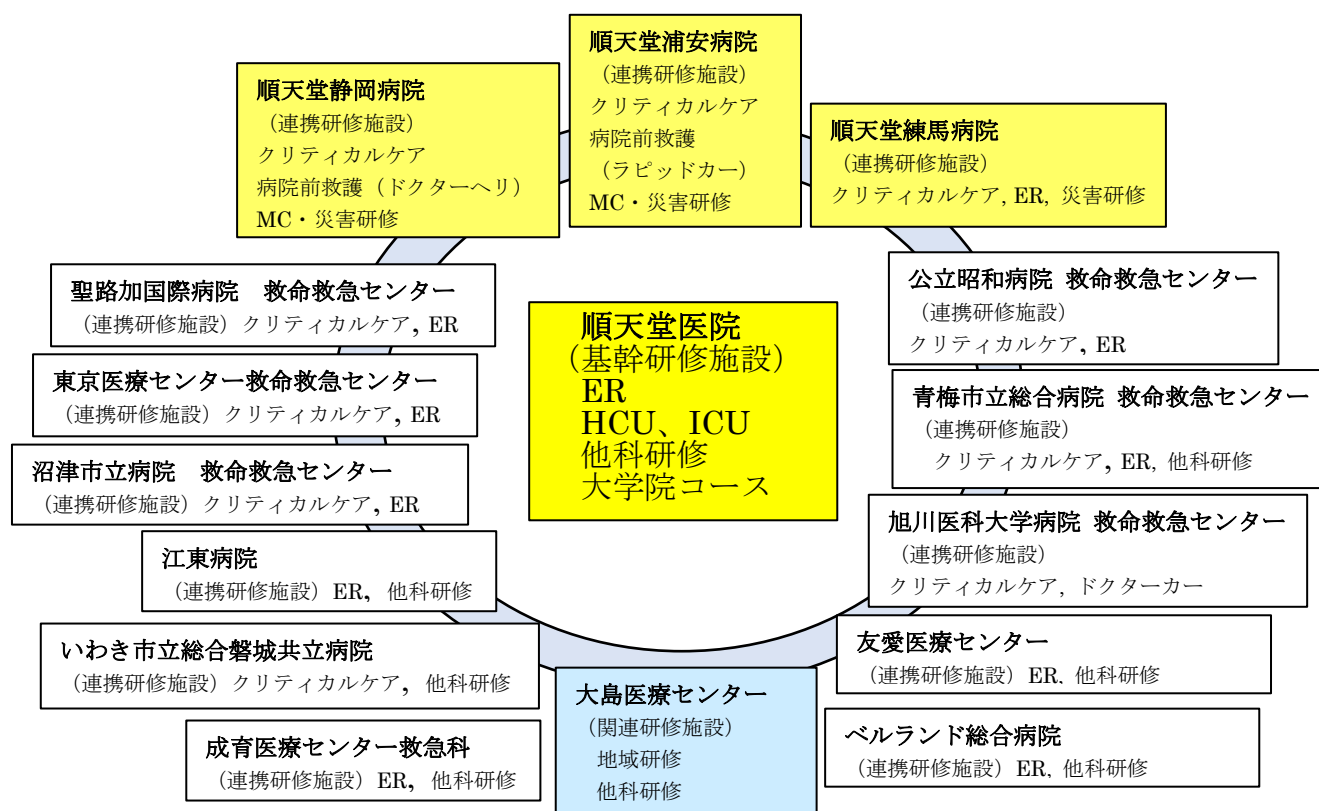 順天堂浦安病院
(連携研修施設)
クリティカルケア
病院前救護
(ラピッドカー)
MC・災害研修
順天堂静岡病院
(連携研修施設)
クリティカルケア
病院前救護(ドクターヘリ)
MC・災害研修
順天堂練馬病院
(連携研修施設)
クリティカルケア, ER, 災害研修
聖路加国際病院 救命救急センター
(連携研修施設)クリティカルケア, ER
東京医療センター救命救急センター
(連携研修施設)クリティカルケア, ER
沼津市立病院 救命救急センター
(連携研修施設)クリティカルケア, ER
江東病院
(連携研修施設)ER, 他科研修
いわき市立総合磐城共立病院
(連携研修施設)クリティカルケア, 他科研修
成育医療センター救急科
(連携研修施設)ER, 他科研修
順天堂医院
(基幹研修施設)
ER
HCU、ICU
他科研修
大学院コース
大島医療センター
(関連研修施設)
地域研修
他科研修
公立昭和病院 救命救急センター
(連携研修施設)
クリティカルケア, ER
青梅市立総合病院 救命救急センター
(連携研修施設)
クリティカルケア, ER, 他科研修
旭川医科大学病院 救命救急センター
(連携研修施設)
クリティカルケア, ドクターカー
友愛医療センター
(連携研修施設)ER, 他科研修
ベルランド総合病院
(連携研修施設)ER, 他科研修